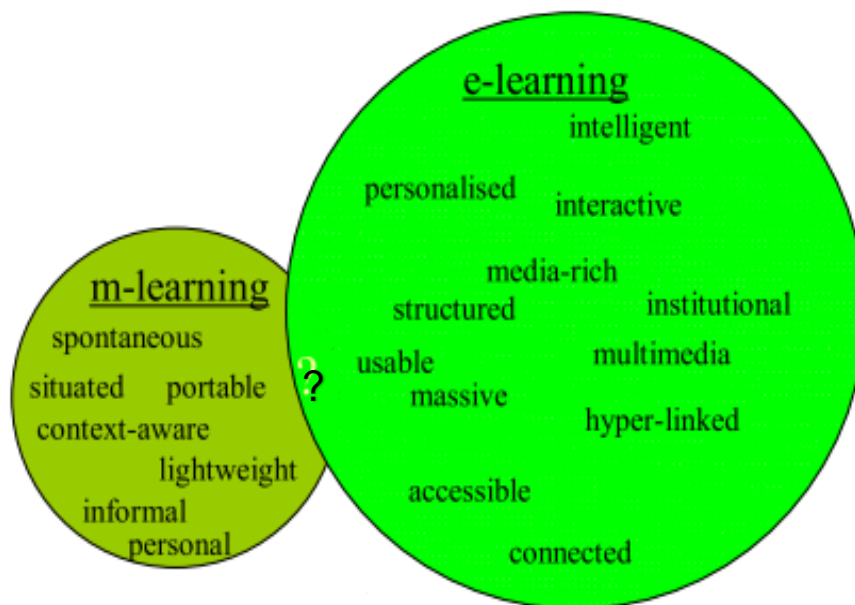 e-learning
intelligent
personalised
interactive
media-rich
structured
institutional
usable
multimedia
massive
hyper-linked
accessible
connected
m-learning
spontaneous
situated portable
context-aware
lightweight
informal
personal
?
?